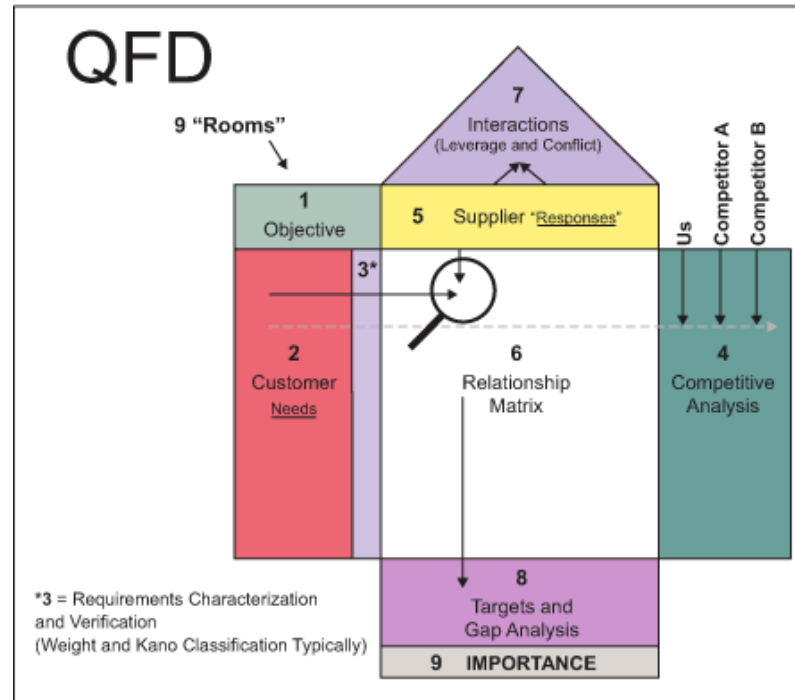 QFD
9 “Rooms”
7
Interactions
(Leverage and Conflict)
Us
Competitor A
Competitor B
1
Objective
5 Supplier “Responses”
3*
2
Customer
Needs
6
Relationship
Matrix
4
Competitive
Analysis
*3 = Requirements Characterization
and Verification
(Weight and Kano Classification Typically)
8
Targets and
Gap Analysis
9 IMPORTANCE